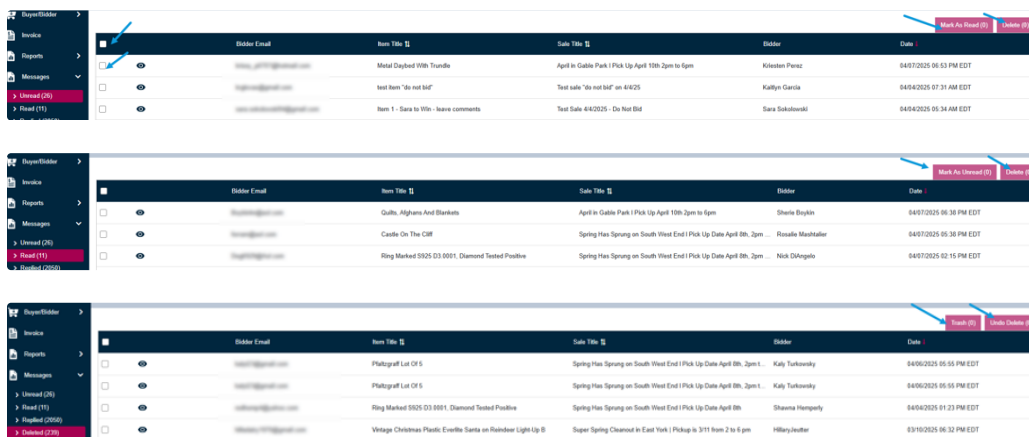 Buyer/Bidder
Mark As Read (0) Delete (0)
Invoice
Bidder Email Item Title Sale Title Bidder Date
Reports
Metal Daybed With Trundle April in Gable Park I Pick Up April 10th 2pm to 6pm Kriesten Perez 04/07/2025 06:53 PM EDT
Messages
test item "do not bid" Test sale "do not bid" on 4/4/25 Kaitlyn Garcia 04/04/2025 07:31 AM EDT
Unread (26)
Read (11)
Item 1 - Sara to Win - leave comments Test Sale 4/4/2025 - Do Not Bid Sara Sokolowski 04/04/2025 05:34 AM EDT
Buyer/Bidder
Mark As Unread (0) Delete (
Invoice
Bidder Email Item Title Sale Title Bidder Date
Reports
Quilts, Afghans And Blankets April in Gable Park I Pick Up April 10th 2pm to 6pm Sherie Boykin 04/07/2025 06:38 PM EDT
Messages
Castle On The Cliff Spring Has Sprung on South West End I Pick Up Date April 8th, 2pm ... Rosalie Mashtalier 04/07/2025 05:38 PM EDT
Unread (26)
Read (11)
Ring Marked S925 D3.0001, Diamond Tested Positive Spring Has Sprung on South West End I Pick Up Date April 8th, 2pm ... Nick DiAngelo 04/07/2025 02:15 PM EDT
Replied (2050)
Buyer/Bidder
Trash (0) Undo Delete (
Invoice
Bidder Email Item Title Sale Title Bidder Date
Reports
Pfaltzgraff Lot Of 5 Spring Has Sprung on South West End I Pick Up Date April 8th, 2pm t... Kaly Turkowsky 04/06/2025 05:55 PM EDT
Messages
Pfaltzgraff Lot Of 5 Spring Has Sprung on South West End I Pick Up Date April 8th, 2pm t... Kaly Turkowsky 04/06/2025 05:55 PM EDT
Unread (26)
Read (11)
Ring Marked S925 D3.0001, Diamond Tested Positive Spring Has Sprung on South West End I Pick Up Date April 8th Shawna Hemperly 04/04/2025 01:23 PM EDT
Replied (2050)
Deleted (239)
Vintage Christmas Plastic Everlite Santa on Reindeer Light-Up B Super Spring Cleanout in East York | Pickup is 3/11 from 2 to 6 pm HillaryJeutter 03/10/2025 06:32 PM EDT